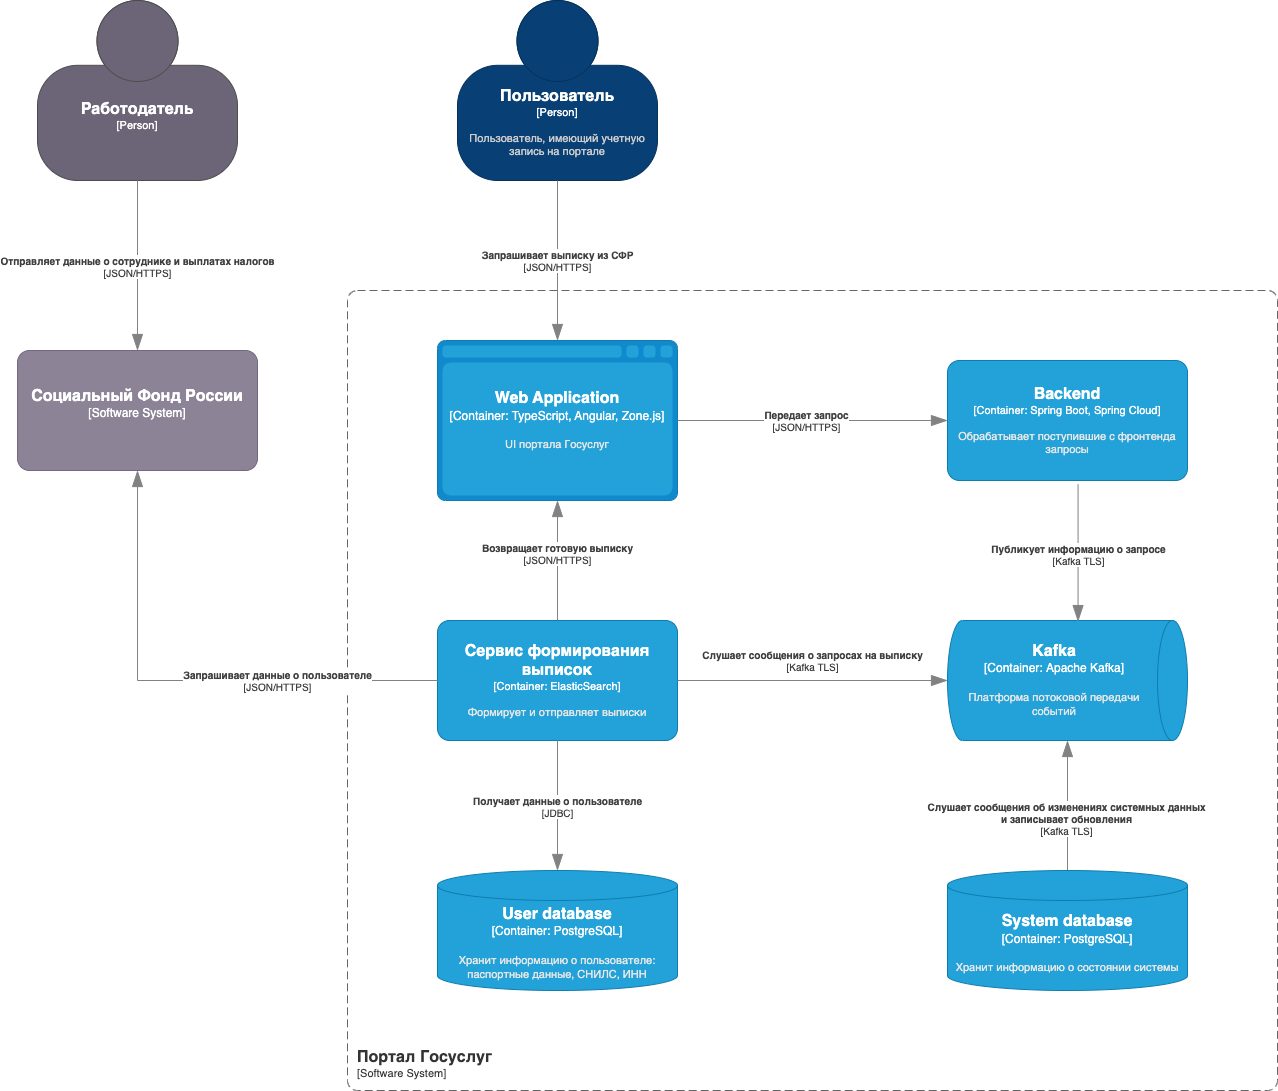 Работодатель
[Person]
Пользователь
[Person]
Пользователь, имеющий учетную
запись на портале
Отправляет данные о сотруднике и выплатах налогов
[JSON/HTTPS]
Запрашивает выписку из СФР
[JSON/HTTPS]
Социальный Фонд России
[Software System]
Web Application
[Container: TypeScript, Angular, Zone.js]
UI портала Госуслуг
Передает запрос
[JSON/HTTPS]
Backend
[Container: Spring Boot, Spring Cloud]
Обрабатывает поступившие с фронтенда
запросы
Возвращает готовую выписку
[JSON/HTTPS]
Публикует информацию о запросе
[Kafka TLS]
Запрашивает данные о пользователе
[JSON/HTTPS]
Сервис формирования
выписок
[Container: ElasticSearch]
Формирует и отправляет выписки
Слушает сообщения о запросах на выписку
[Kafka TLS]
Kafka
[Container: Apache Kafka]
Платформа потоковой передачи
событий
Получает данные о пользователе
[JDBC]
Слушает сообщения об изменениях системных данных
и записывает обновления
[Kafka TLS]
User database
[Container: PostgreSQL]
Хранит информацию о пользователе:
паспортные данные, СНИЛС, ИНН
System database
[Container: PostgreSQL]
Хранит информацию о состоянии системы
Портал Госуслуг
[Software System]